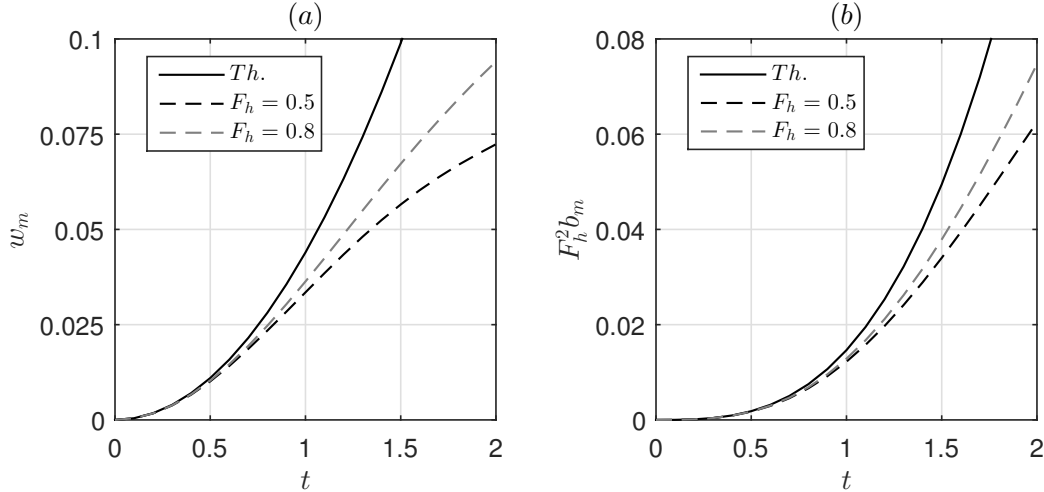 (a)
Th.
F_h = 0.5
F_h = 0.8
0.1
0.075
0.05
0.025
0
w_m
0 0.5 1 1.5 2
t
(b)
Th.
F_h = 0.5
F_h = 0.8
0.08
0.06
0.04
0.02
0
F_h^2 b_m
0 0.5 1 1.5 2
t